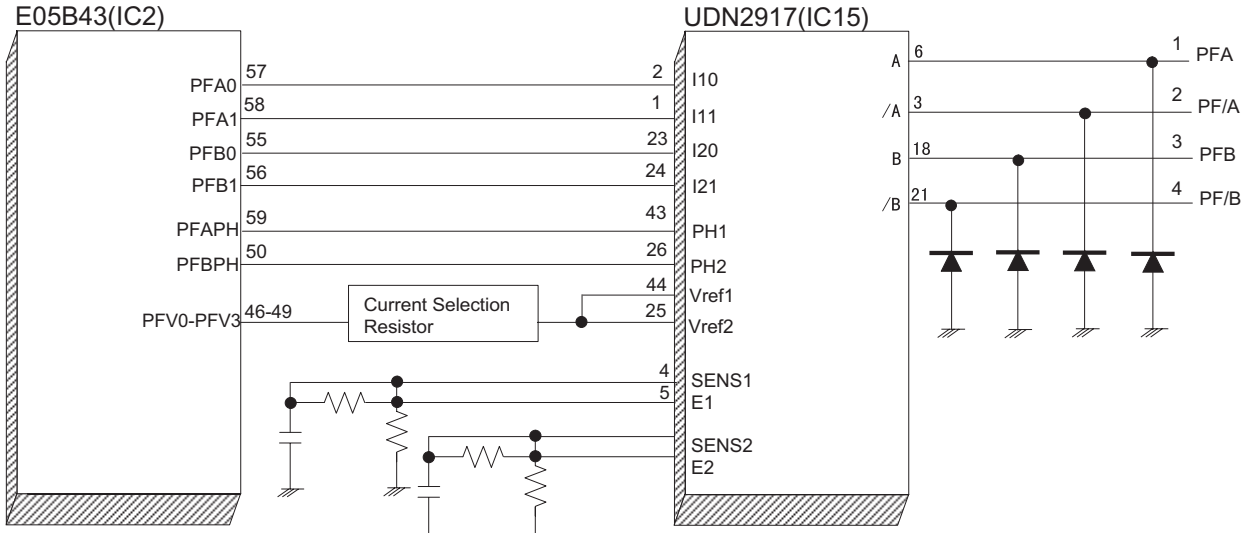 E05B43(IC2)
UDN2917(IC15)
PFA0 57 2 I10
PFA1 58 1 I11
PFB0 55 23 I20
PFB1 56 24 I21
PFAPH 59 43 PH1
PFBPH 50 26 PH2
44 Vref1
PFV0-PFV3 46-49 Current Selection Resistor 25 Vref2
4 SENS1
5 E1
SENS2
E2
A 6 1 PFA
/A 3 2 PF/A
B 18 3 PFB
/B 21 4 PF/B